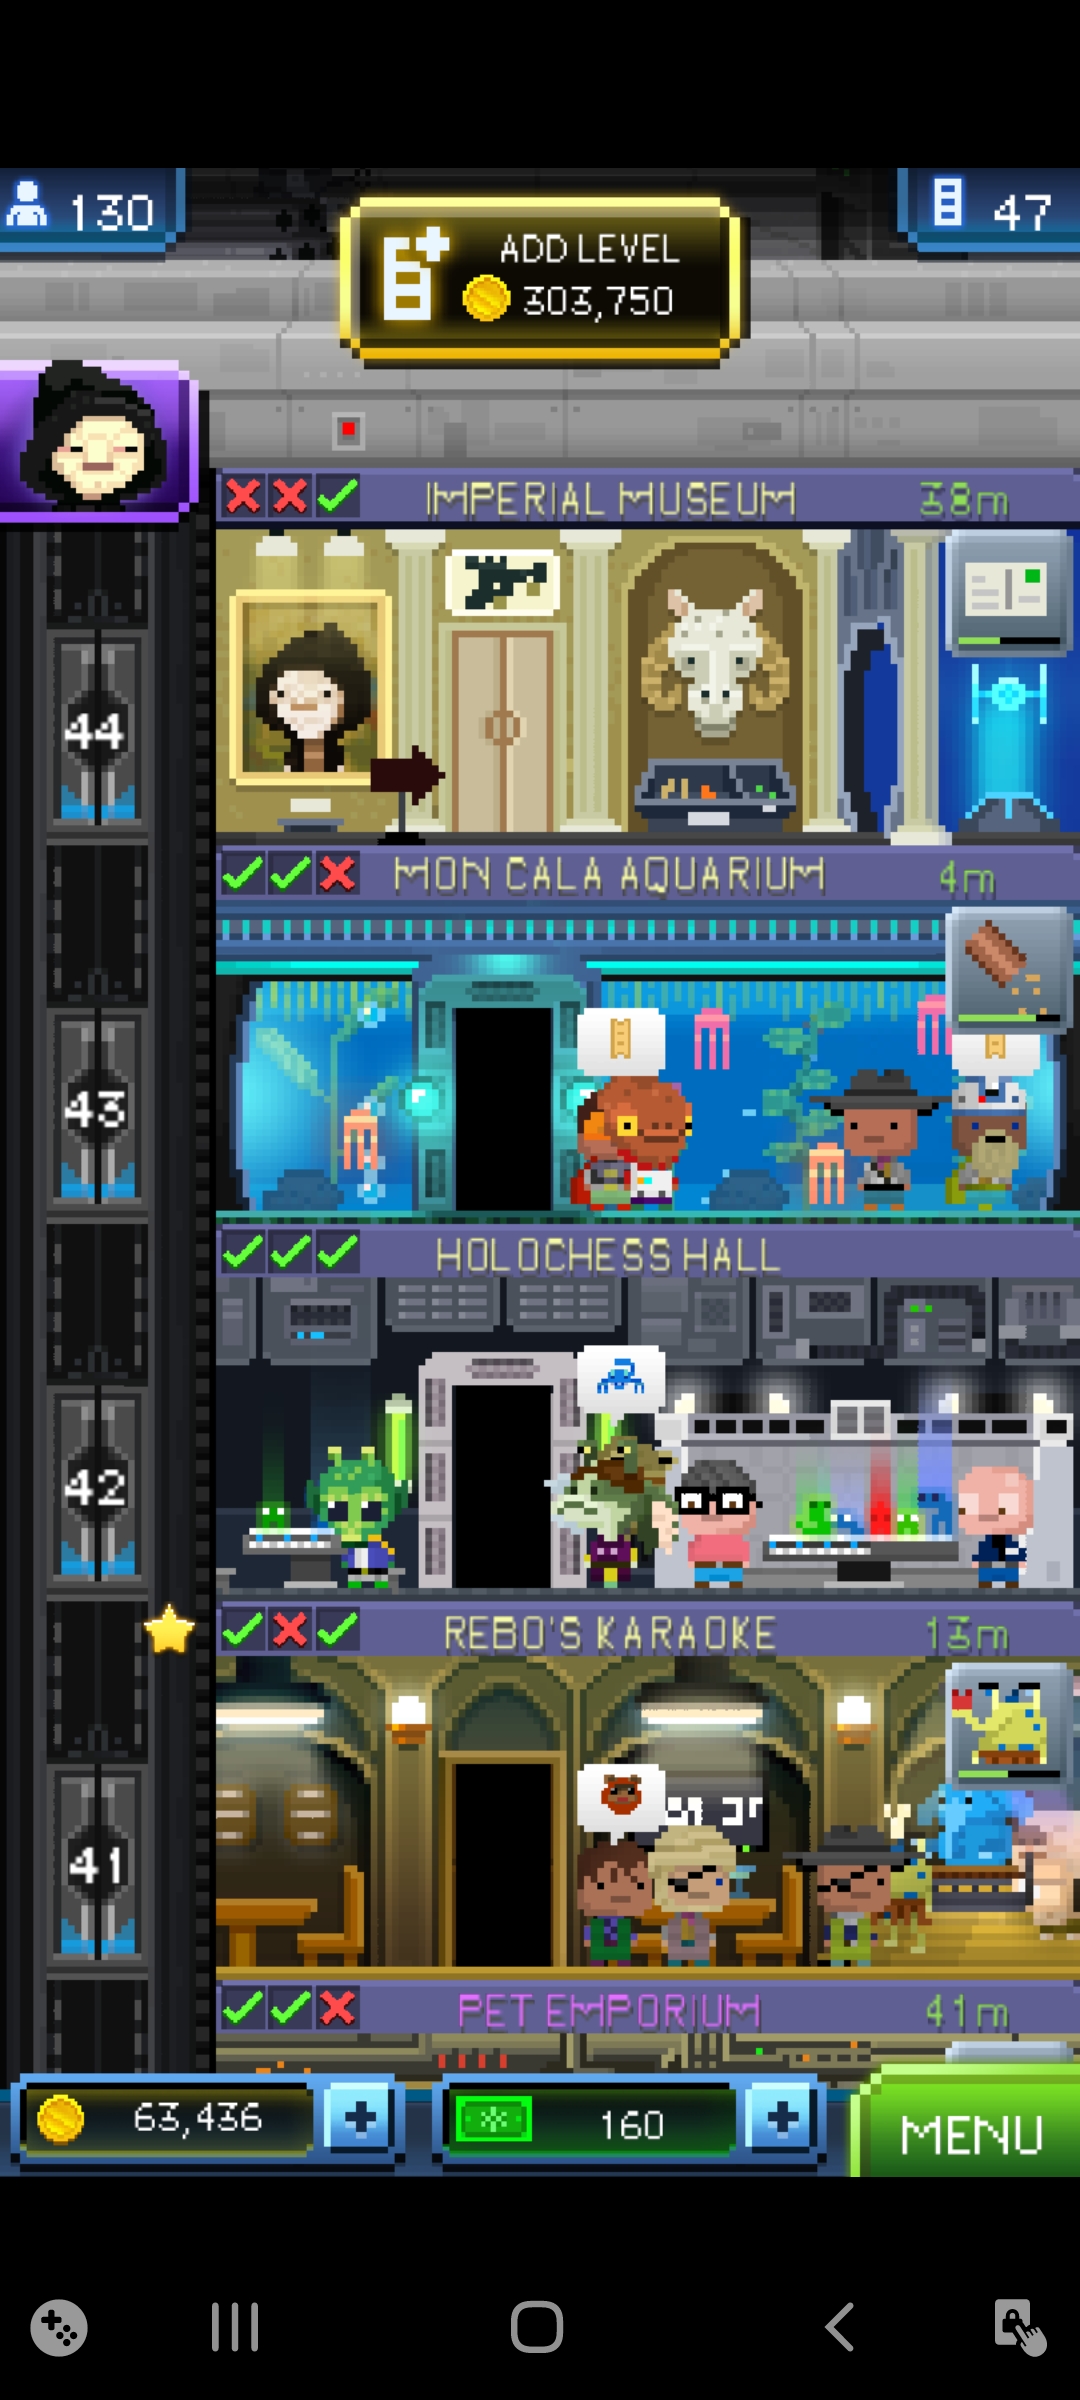 130
ADD LEVEL
303,750
47
IMPERIAL MUSEUM 38m
44
MON CALA AQUARIUM 4m
43
HOLOCHESS HALL
42
REBO'S KARAOKE 13m
41
PET EMPORIUM 41m
63,436
160
MENU